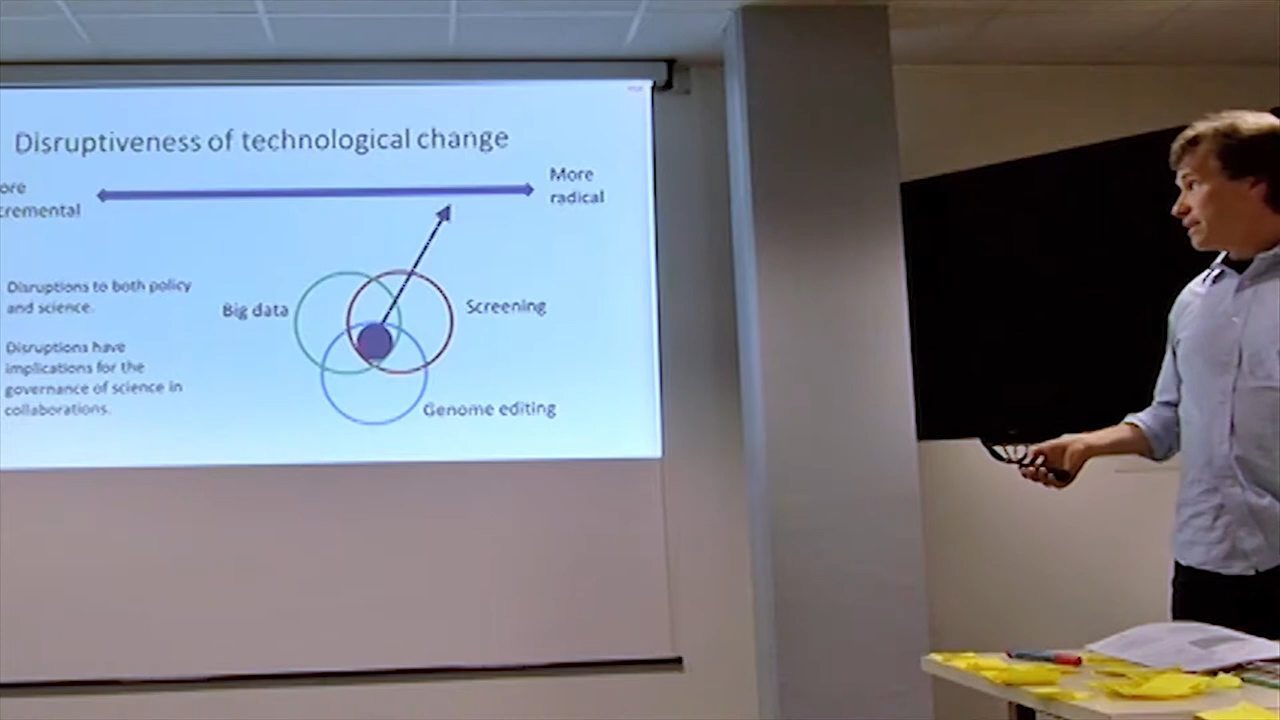 Disruptiveness of technological change
ore
cremental
More
radical
Disruptions to both policy
and science.
Big data
Screening
Disruptions have
implications for the
governance of science in
collaborations.
Genome editing